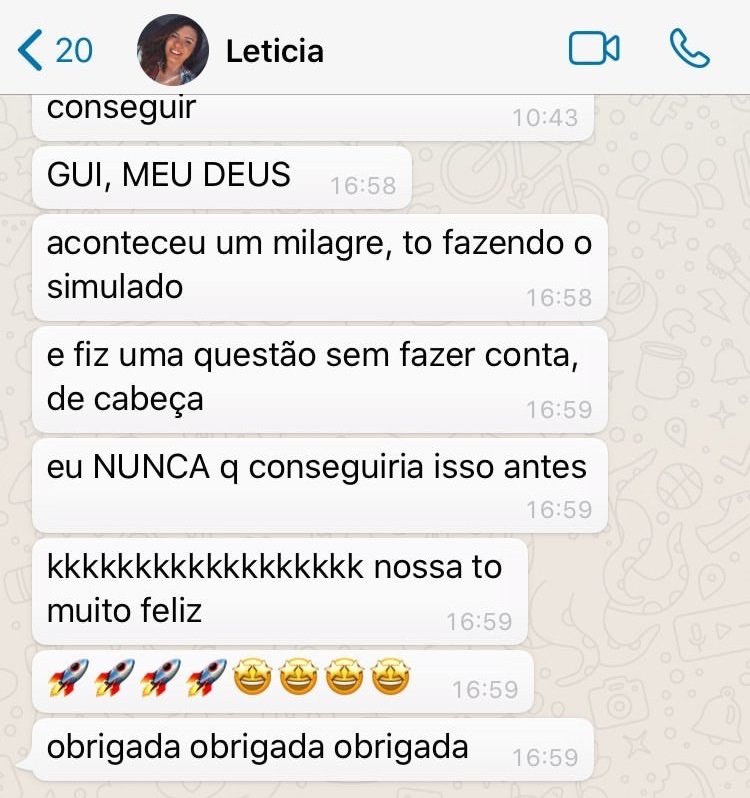 20
Leticia
conseguir
10:43
GUI, MEU DEUS
16:58
aconteceu um milagre, to fazendo o
simulado
16:58
e fiz uma questão sem fazer conta,
de cabeça
16:59
eu NUNCA q conseguiria isso antes
16:59
kkkkkkkkkkkkkkkkkk nossa to
muito feliz
16:59
🚀🚀🚀🚀🤩🤩🤩🤩
16:59
obrigada obrigada obrigada
16:59